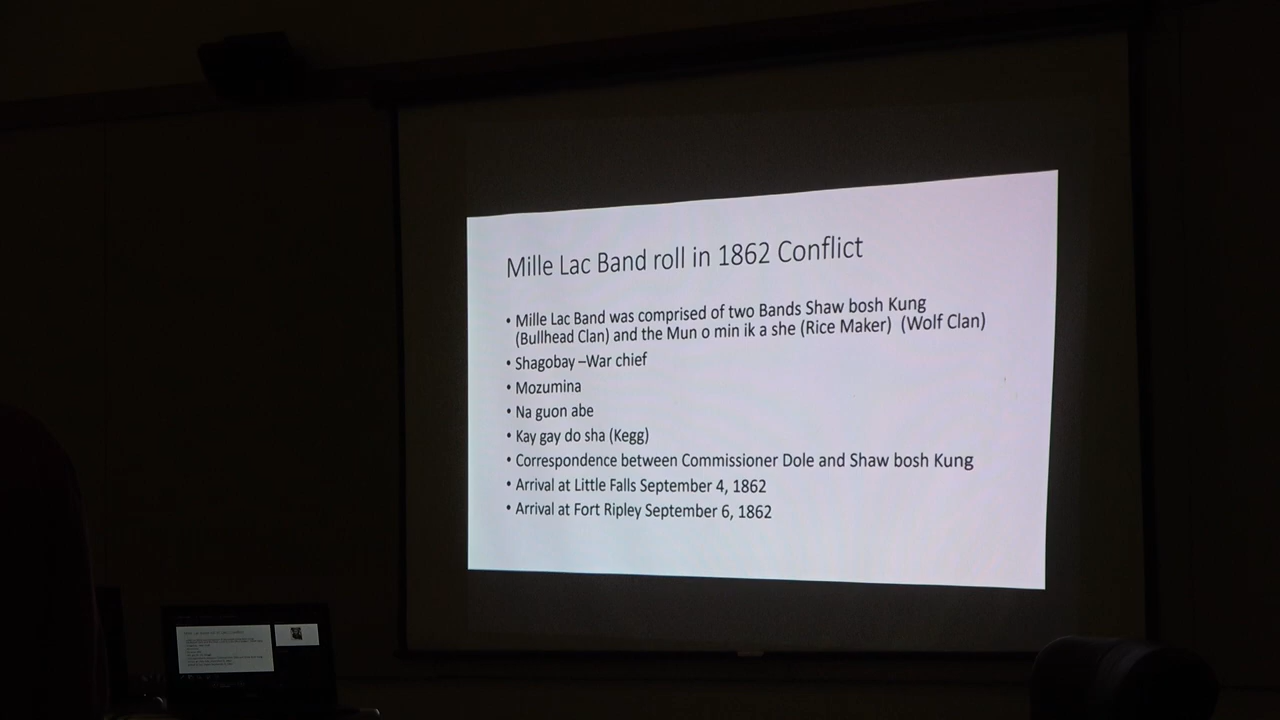 Mille Lac Band roll in 1862 Conflict
• Mille Lac Band was comprised of two Bands Shaw bosh Kung
(Bullhead Clan) and the Mun o min ik a she (Rice Maker) (Wolf Clan)
• Shagobay –War chief
• Mozumina
• Na guon abe
• Kay gay do sha (Kegg)
• Correspondence between Commissioner Dole and Shaw bosh Kung
• Arrival at Little Falls September 4, 1862
• Arrival at Fort Ripley September 6, 1862